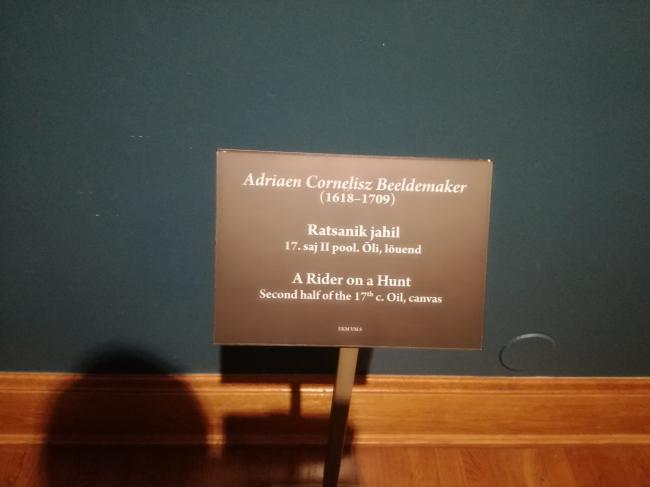 Adriaen Cornelisz Beeldemaker
(1618–1709)
Ratsanik jahil
17. saj II pool. Õli, lõuend
A Rider on a Hunt
Second half of the 17th c. Oil, canvas